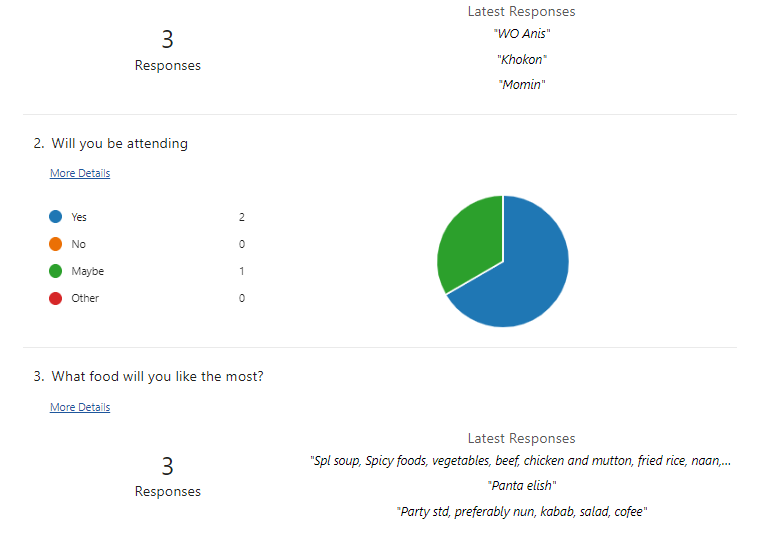 Latest Responses
3
"WO Anis"
Responses
"Khokon"
"Momin"
2. Will you be attending
More Details
Yes 2
No 0
Maybe 1
Other 0
3. What food will you like the most?
More Details
Latest Responses
3
"Spl soup, Spicy foods, vegetables, beef, chicken and mutton, fried rice, naan,...
"Panta elish"
Responses
"Party std, preferably nun, kabab, salad, cofee"